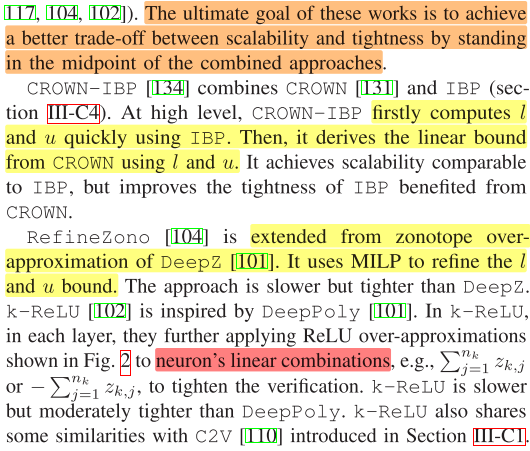 117, 104, 102]). The ultimate goal of these works is to achieve
a better trade-off between scalability and tightness by standing
in the midpoint of the combined approaches.
CROWN-IBP [134] combines CROWN [131] and IBP (sec-
tion III-C4). At high level, CROWN-IBP firstly computes l
and u quickly using IBP. Then, it derives the linear bound
from CROWN using l and u. It achieves scalability comparable
to IBP, but improves the tightness of IBP benefited from
CROWN.
RefineZono [104] is extended from zonotope over-
approximation of DeepZ [101]. It uses MILP to refine the l
and u bound. The approach is slower but tighter than DeepZ.
k-ReLU [102] is inspired by DeepPoly [101]. In k-ReLU,
in each layer, they further applying ReLU over-approximations
shown in Fig. 2 to neuron's linear combinations, e.g., ∑_{j=1}^{n_k} z_{k,j}
or − ∑_{j=1}^{n_k} z_{k,j}, to tighten the verification. k-ReLU is slower
but moderately tighter than DeepPoly. k-ReLU also shares
some similarities with C2V [110] introduced in Section III-C1.